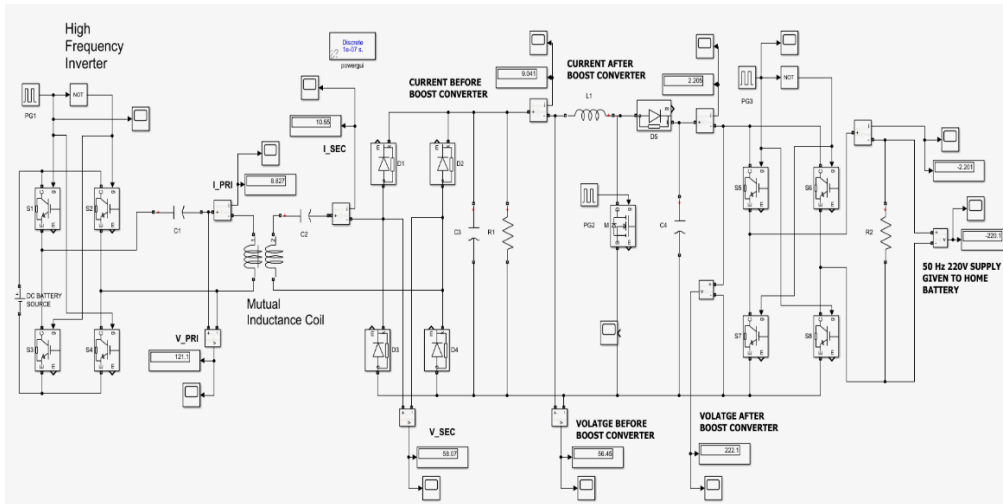 High
Frequency
Inverter
PG1
NOT
Discrete
1e-07 s.
powergui
CURRENT BEFORE
BOOST CONVERTER
9.041
CURRENT AFTER
BOOST CONVERTER
2.205
L1
D5
PG3
NOT
10.55
I_SEC
I_PRI
8.827
D1
D2
S1
S2
C1
C2
C3
R1
PG2
M
C4
S5
S6
-2.201
R2
-220.1
50 Hz 220V SUPPLY
GIVEN TO HOME
BATTERY
DC BATTERY
SOURCE
Mutual
Inductance Coil
S3
S4
V_PRI
121.1
D3
D4
S7
S8
V_SEC
58.07
VOLATGE BEFORE
BOOST CONVERTER
56.45
VOLATGE AFTER
BOOST CONVERTER
222.1